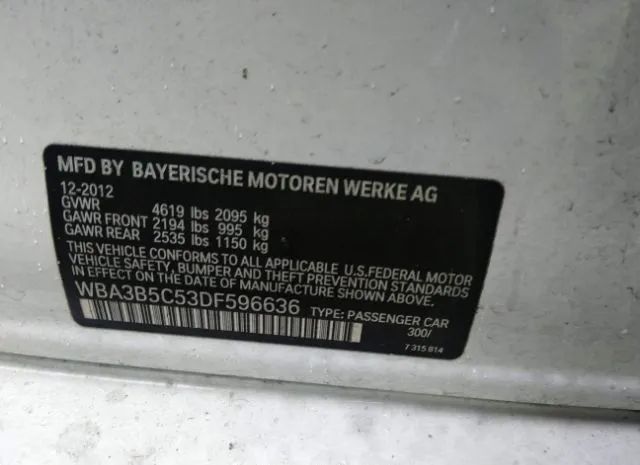 MFD BY BAYERISCHE MOTOREN WERKE AG
12-2012
GVWR 4619 lbs 2095 kg
GAWR FRONT 2194 lbs 995 kg
GAWR REAR 2535 lbs 1150 kg
THIS VEHICLE CONFORMS TO ALL APPLICABLE U.S.FEDERAL MOTOR
VEHICLE SAFETY, BUMPER AND THEFT PREVENTION STANDARDS
IN EFFECT ON THE DATE OF MANUFACTURE SHOWN ABOVE.
WBA3B5C53DF596636 TYPE: PASSENGER CAR
300/
7 315 814